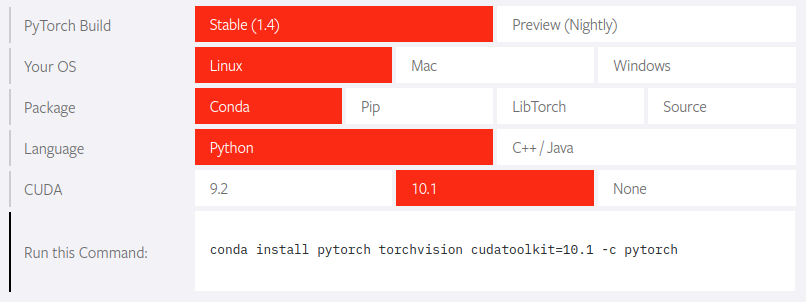 PyTorch Build Stable (1.4) Preview (Nightly)
Your OS Linux Mac Windows
Package Conda Pip LibTorch Source
Language Python C++ / Java
CUDA 9.2 10.1 None
Run this Command: conda install pytorch torchvision cudatoolkit=10.1 -c pytorch